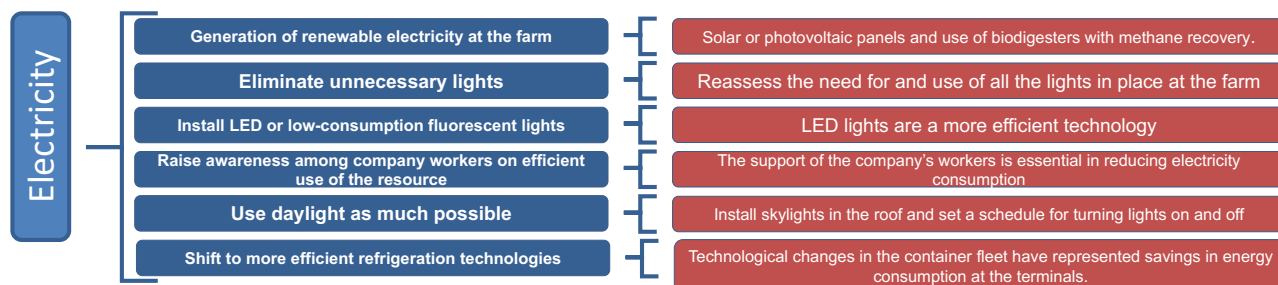 Electricity
Generation of renewable electricity at the farm
Solar or photovoltaic panels and use of biodigesters with methane recovery.
Eliminate unnecessary lights
Reassess the need for and use of all the lights in place at the farm
Install LED or low-consumption fluorescent lights
LED lights are a more efficient technology
Raise awareness among company workers on efficient
use of the resource
The support of the company's workers is essential in reducing electricity
consumption
Use daylight as much possible
Install skylights in the roof and set a schedule for turning lights on and off
Shift to more efficient refrigeration technologies
Technological changes in the container fleet have represented savings in energy
consumption at the terminals.